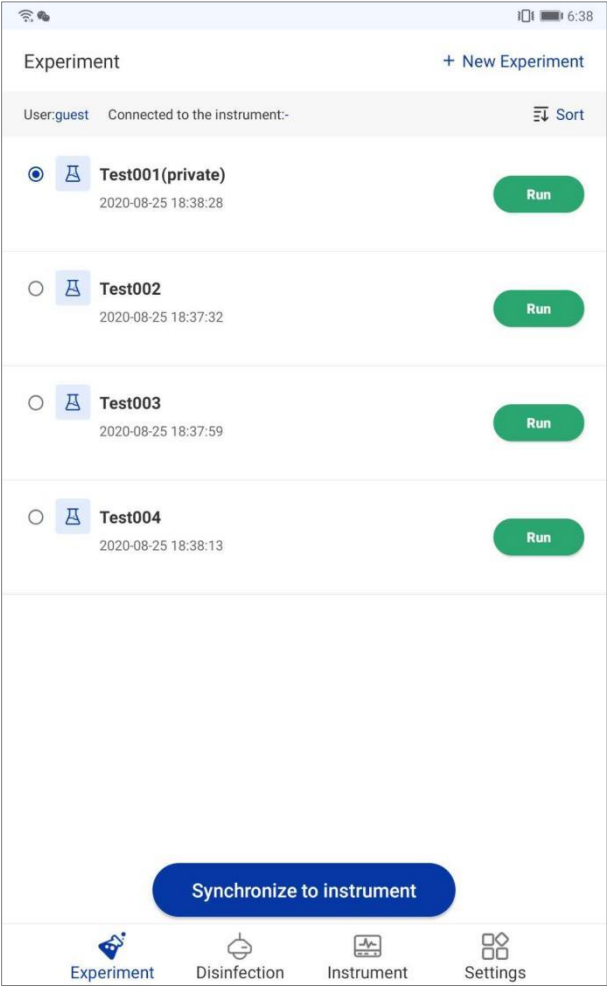 6:38
Experiment + New Experiment
User:guest Connected to the instrument:- Sort
Test001(private)
2020-08-25 18:38:28
Run
Test002
2020-08-25 18:37:32
Run
Test003
2020-08-25 18:37:59
Run
Test004
2020-08-25 18:38:13
Run
Synchronize to instrument
Experiment Disinfection Instrument Settings